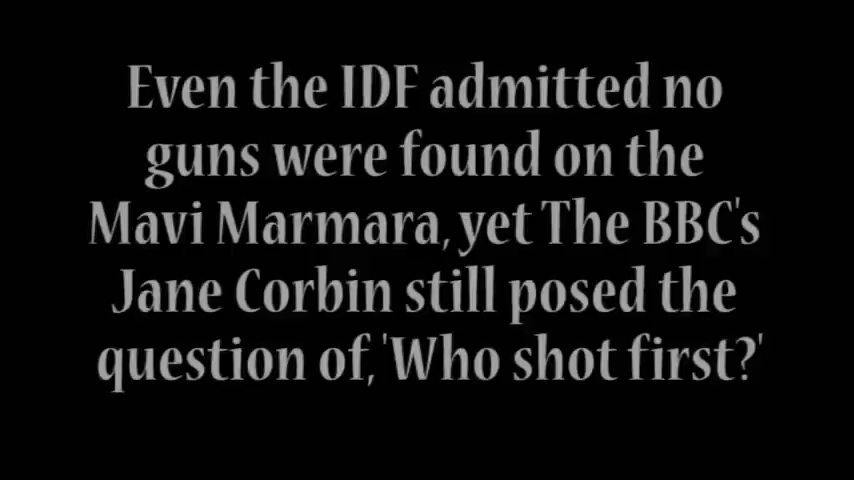 Even the IDF admitted no
guns were found on the
Mavi Marmara, yet The BBC's
Jane Corbin still posed the
question of, 'Who shot first?'